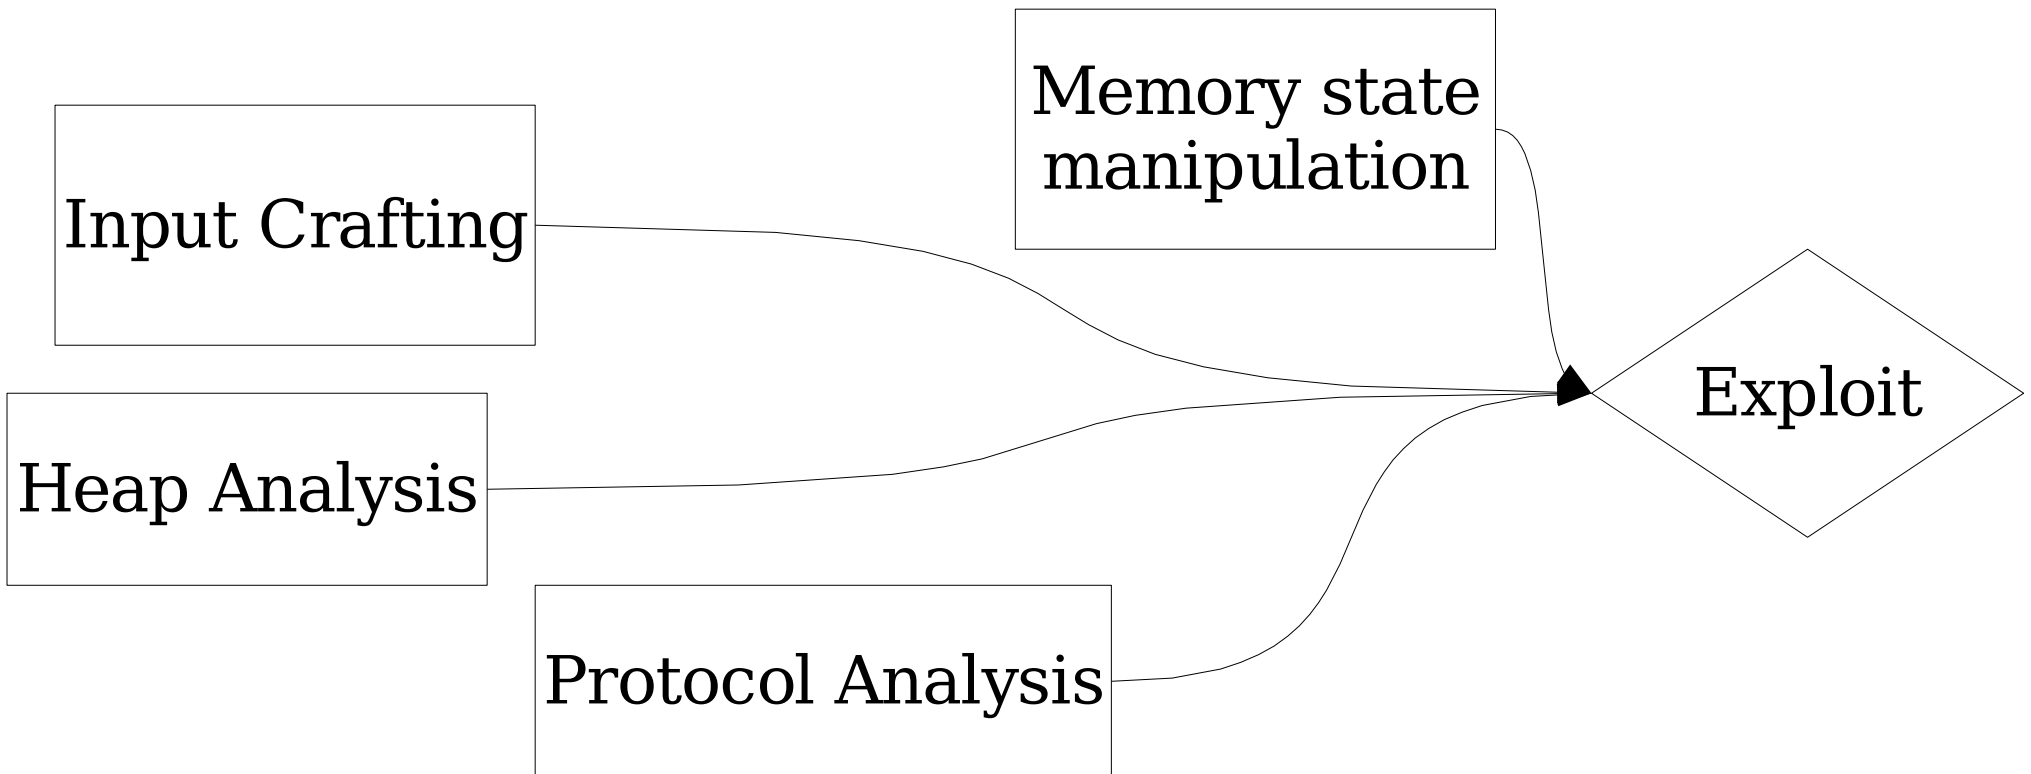 Memory state
manipulation
Input Crafting
Exploit
Heap Analysis
Protocol Analysis